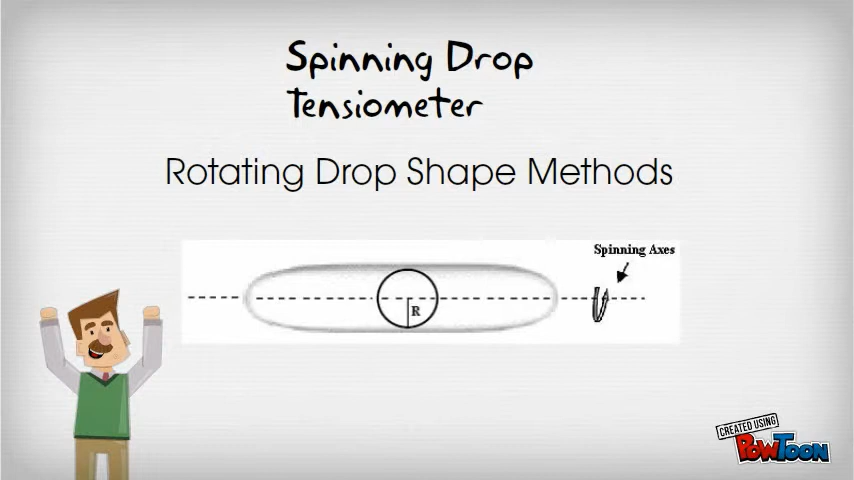 Spinning Drop
Tensiometer
Rotating Drop Shape Methods
Spinning Axes
R
CREATED USING
POWTOON